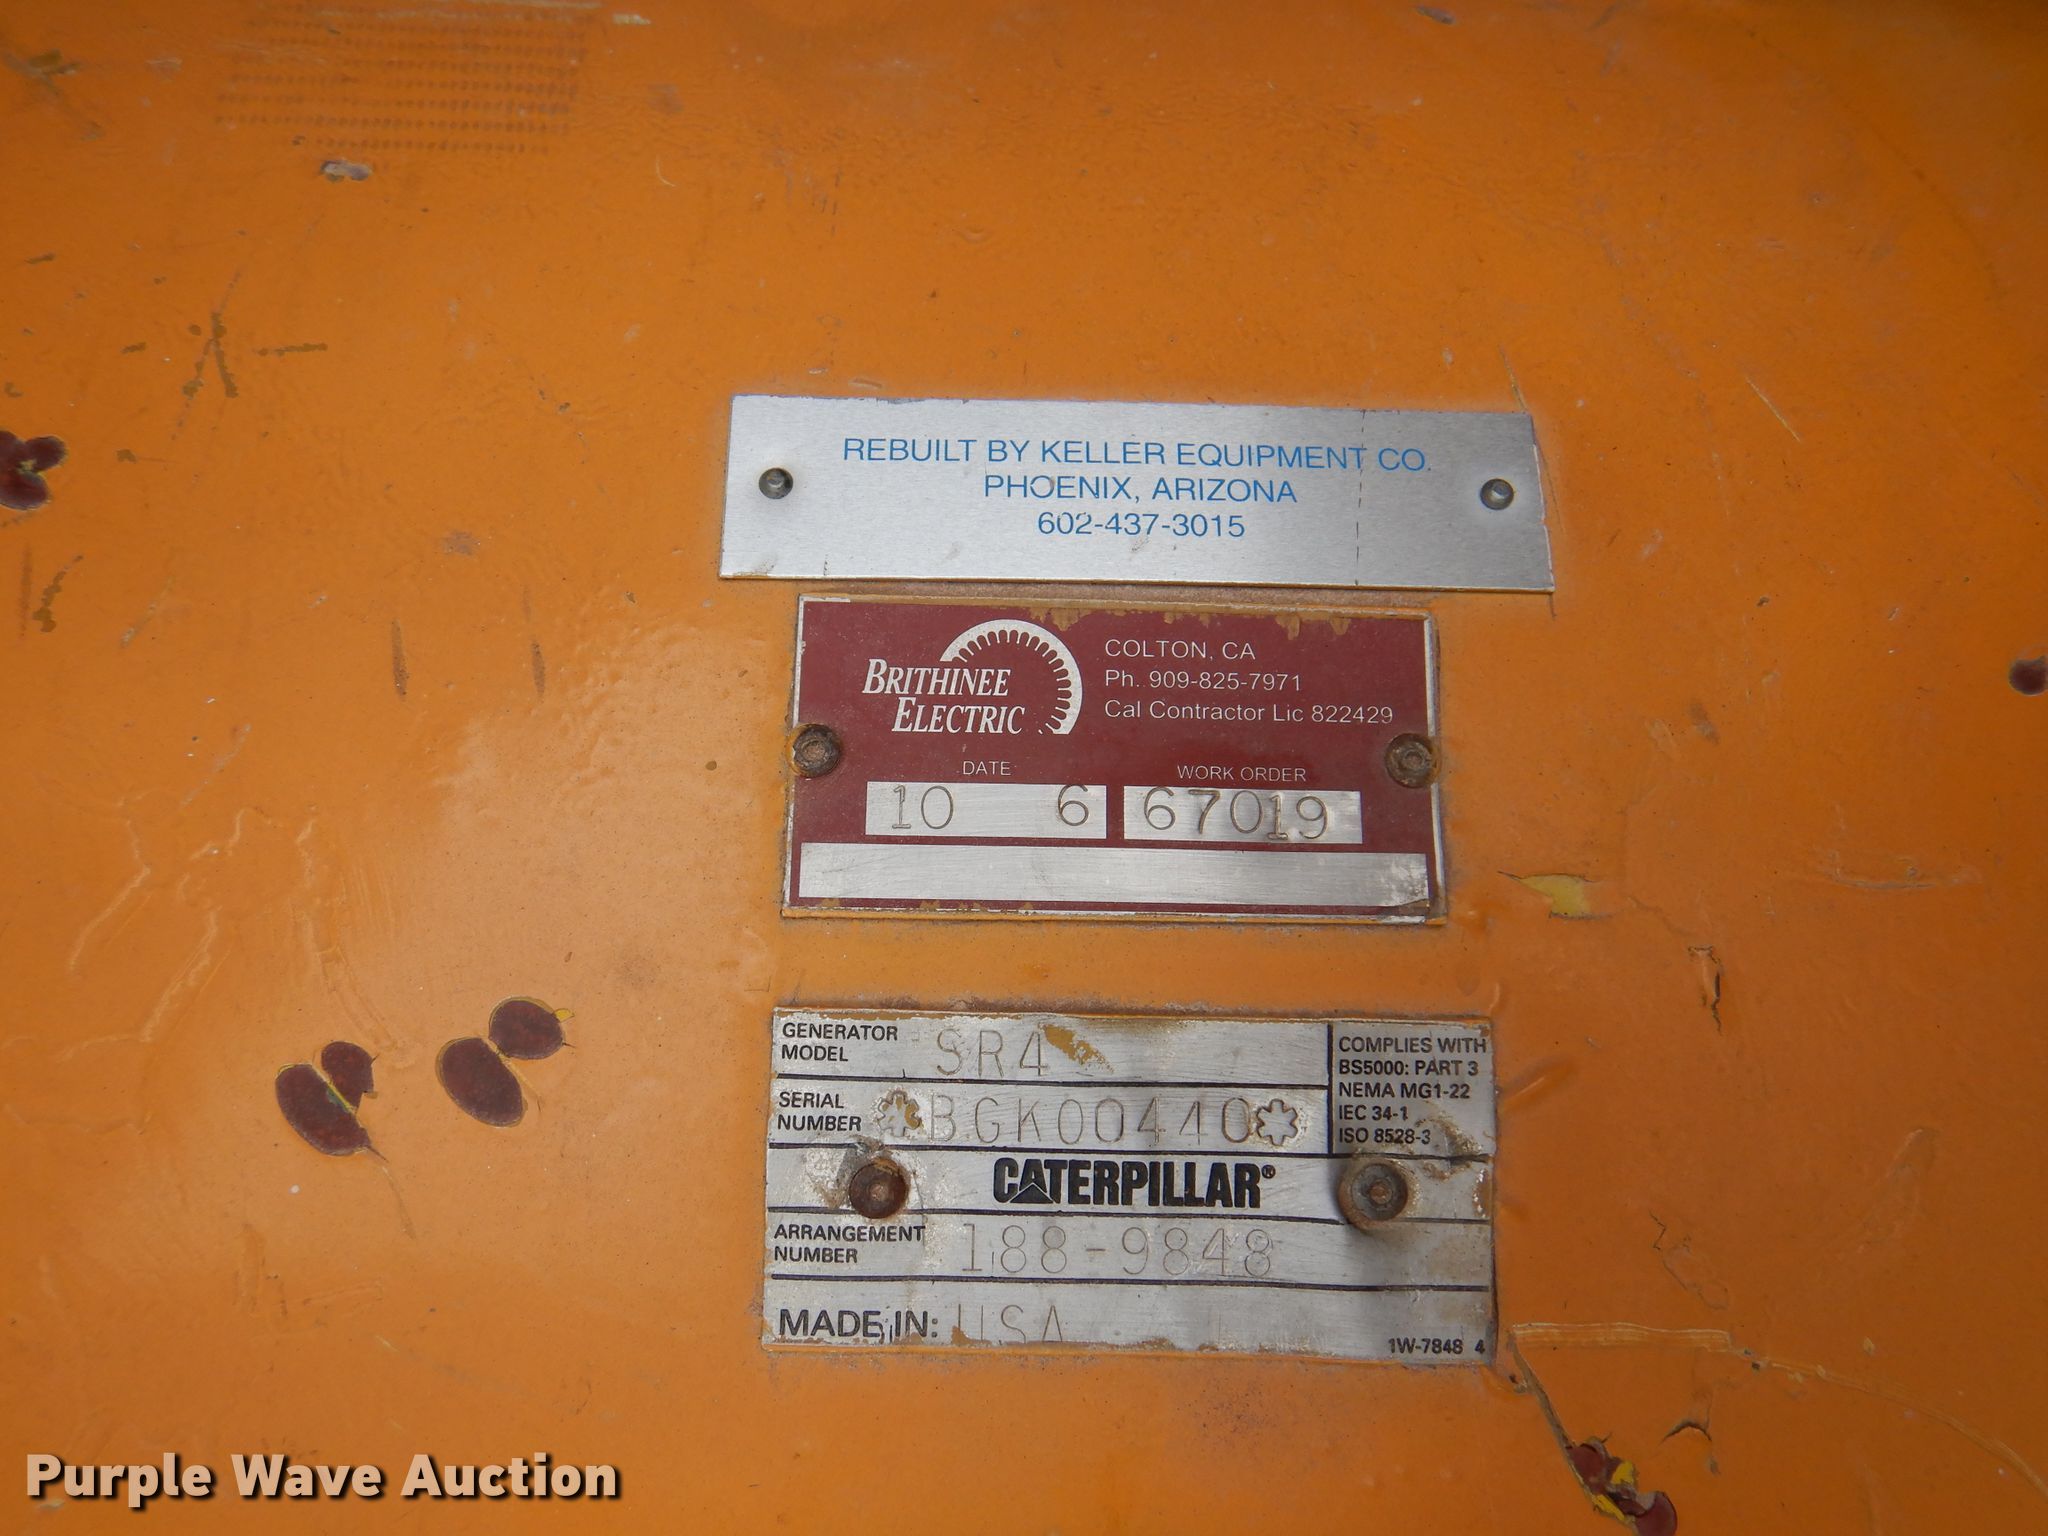 REBUILT BY KELLER EQUIPMENT CO.
PHOENIX, ARIZONA
602-437-3015
BRITHINEE
ELECTRIC
COLTON, CA
Ph. 909-825-7971
Cal Contractor Lic 822429
DATE
10 6
WORK ORDER
67019
GENERATOR
MODEL
SR4
SERIAL
NUMBER
*BGK00440*
COMPLIES WITH
BS5000: PART 3
NEMA MG1-22
IEC 34-1
ISO 8528-3
CATERPILLAR®
ARRANGEMENT
NUMBER
188-9848
MADE IN: USA
1W-7848 4
Purple Wave Auction